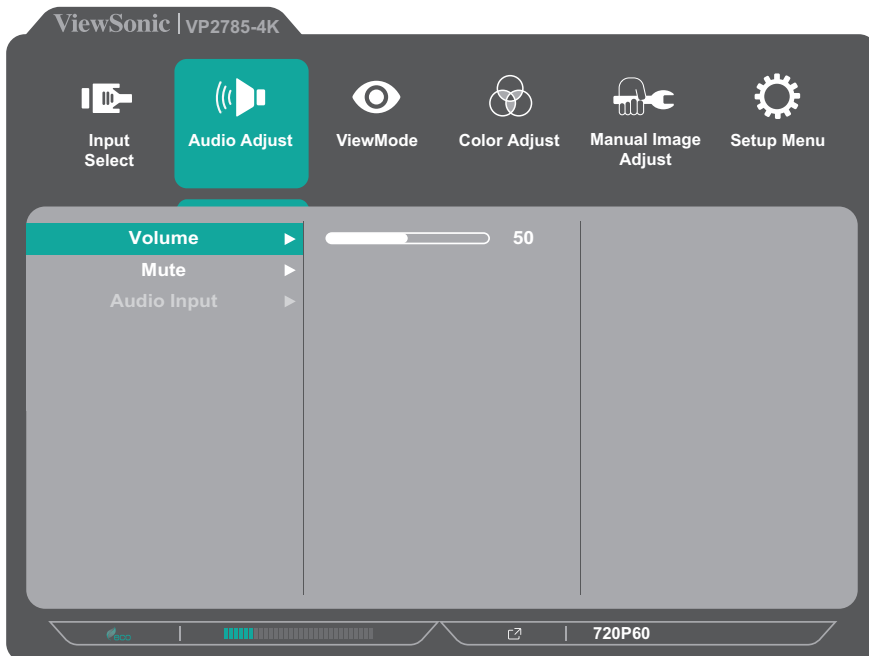 ViewSonic | VP2785-4K
Input
Select
Audio Adjust
ViewMode
Color Adjust
Manual Image
Adjust
Setup Menu
Volume
50
Mute
Audio Input
ECO
720P60